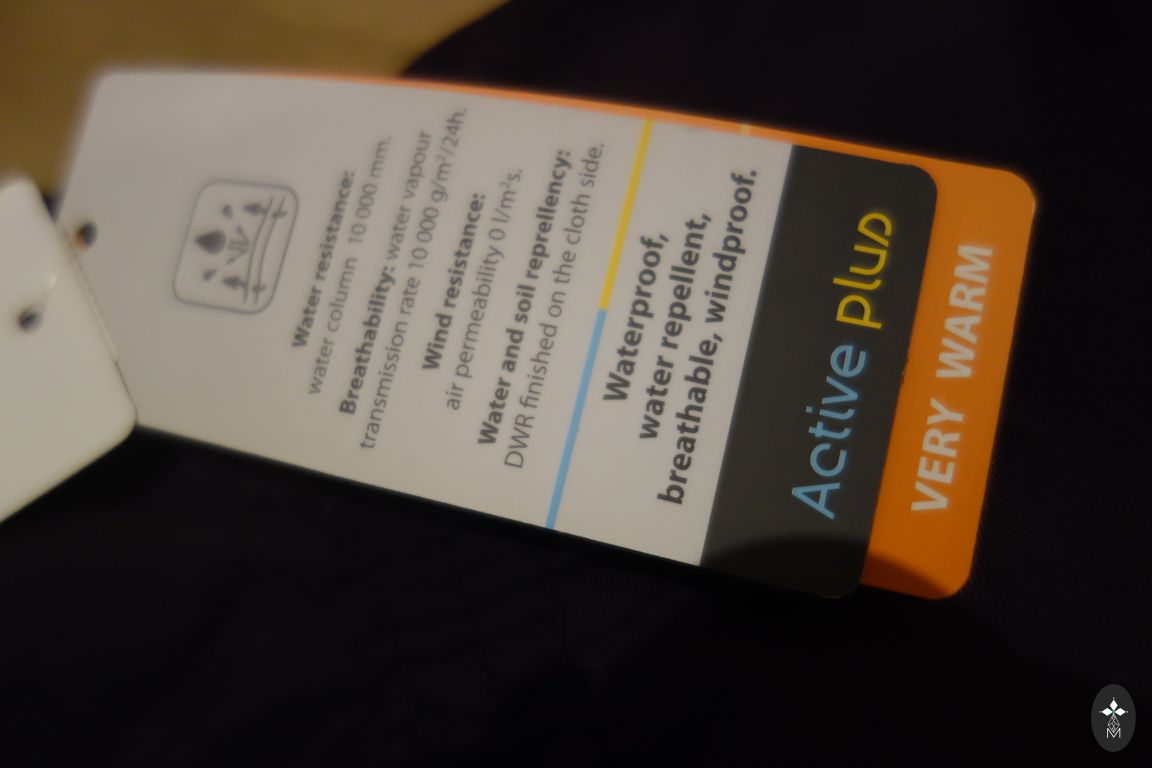 Water resistance:
water column 10 000 mm.
Breathability: water vapour
transmission rate 10 000 g/m²/24h.
Wind resistance:
air permeability 0 l/m²s.
Water and soil reprellency:
DWR finished on the cloth side.
Waterproof,
water repellent,
breathable, windproof.
Active plus
VERY WARM
M